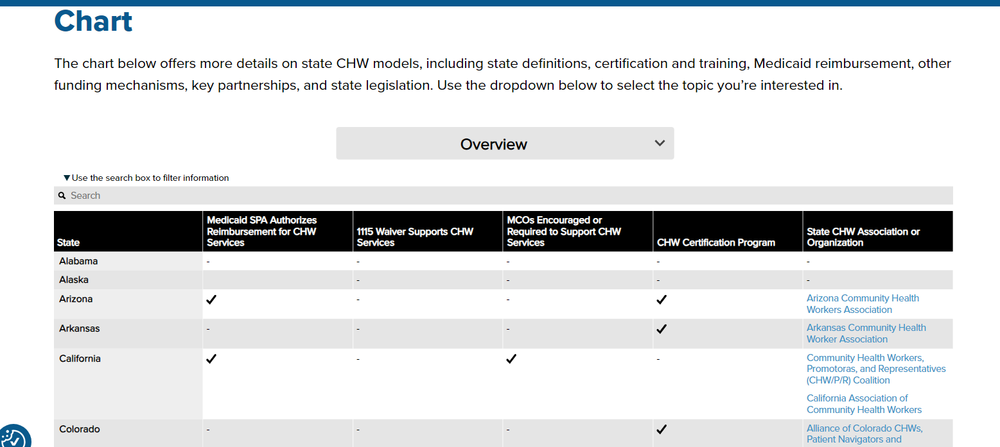 Chart
The chart below offers more details on state CHW models, including state definitions, certification and training, Medicaid reimbursement, other
funding mechanisms, key partnerships, and state legislation. Use the dropdown below to select the topic you’re interested in.
Overview
▼Use the search box to filter information
Search
State
Medicaid SPA Authorizes
Reimbursement for CHW
Services
1115 Waiver Supports CHW
Services
MCOs Encouraged or
Required to Support CHW
Services
CHW Certification Program
State CHW Association or
Organization
Alabama - - - - -
Alaska - - - -
Arizona ✓ - - ✓ Arizona Community Health
Workers Association
Arkansas - - - ✓ Arkansas Community Health
Worker Association
California ✓ - ✓ - Community Health Workers,
Promotoras, and Representatives
(CHW/P/R) Coalition
California Association of
Community Health Workers
Colorado - - - ✓ Alliance of Colorado CHWs,
Patient Navigators and